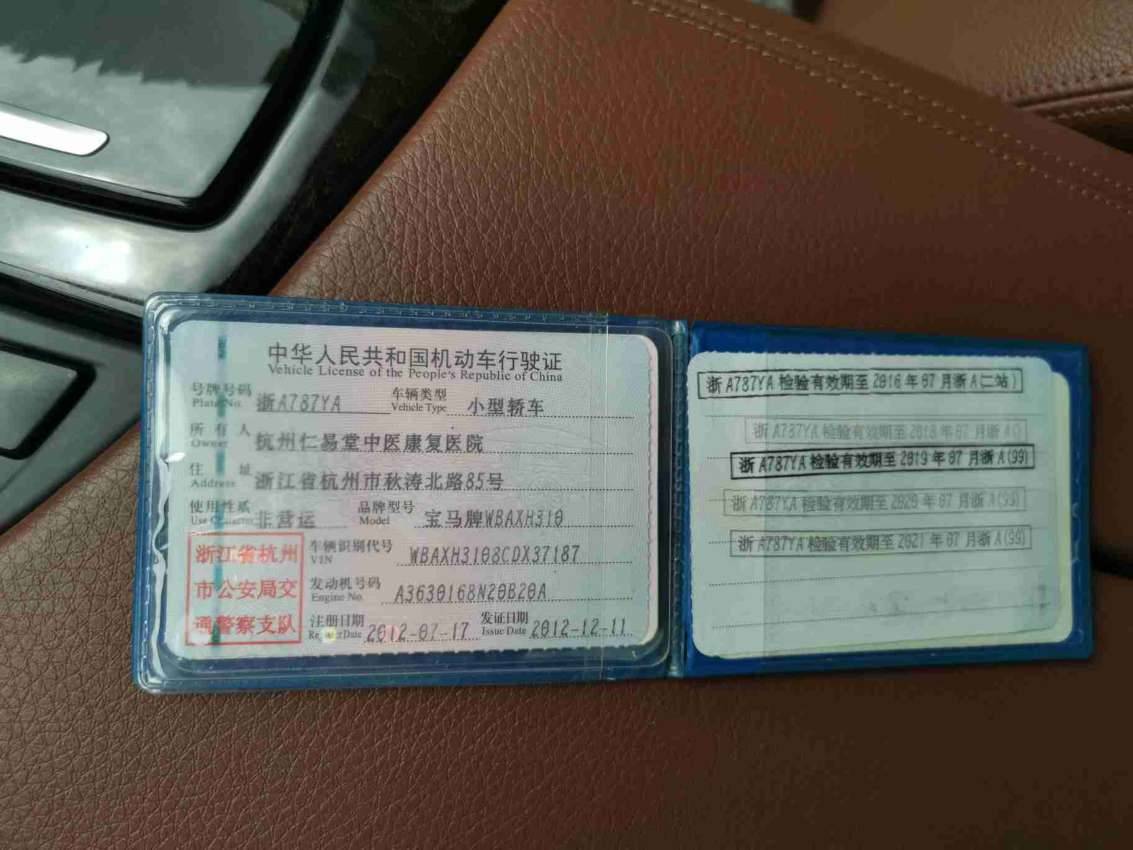 中华人民共和国机动车行驶证
Vehicle License of the People's Republic of China
号牌号码 浙A787YA 车辆类型 小型轿车
Plate No. Vehicle Type
所有人 杭州仁易堂中医康复医院
Owner
住址 浙江省杭州市秋涛北路85号
Address
使用性质 非营运 品牌型号 宝马牌WBAXH310
Use Character Model
浙江省杭州
市公安局交
通警察支队
车辆识别代号 WBAXH3108CDX37187
VIN
发动机号码 A3630168N20B20A
Engine No.
注册日期 2012-07-17 发证日期 2012-12-11
Register Date Issue Date
浙A787YA 检验有效期至2016年07月浙A(二站)
浙A787YA 检验有效期至2018年07月浙A()
浙A787YA 检验有效期至2019年07月浙A(99)
浙A787YA 检验有效期至2020年07月浙A(99)
浙A787YA 检验有效期至2021年07月浙A(99)